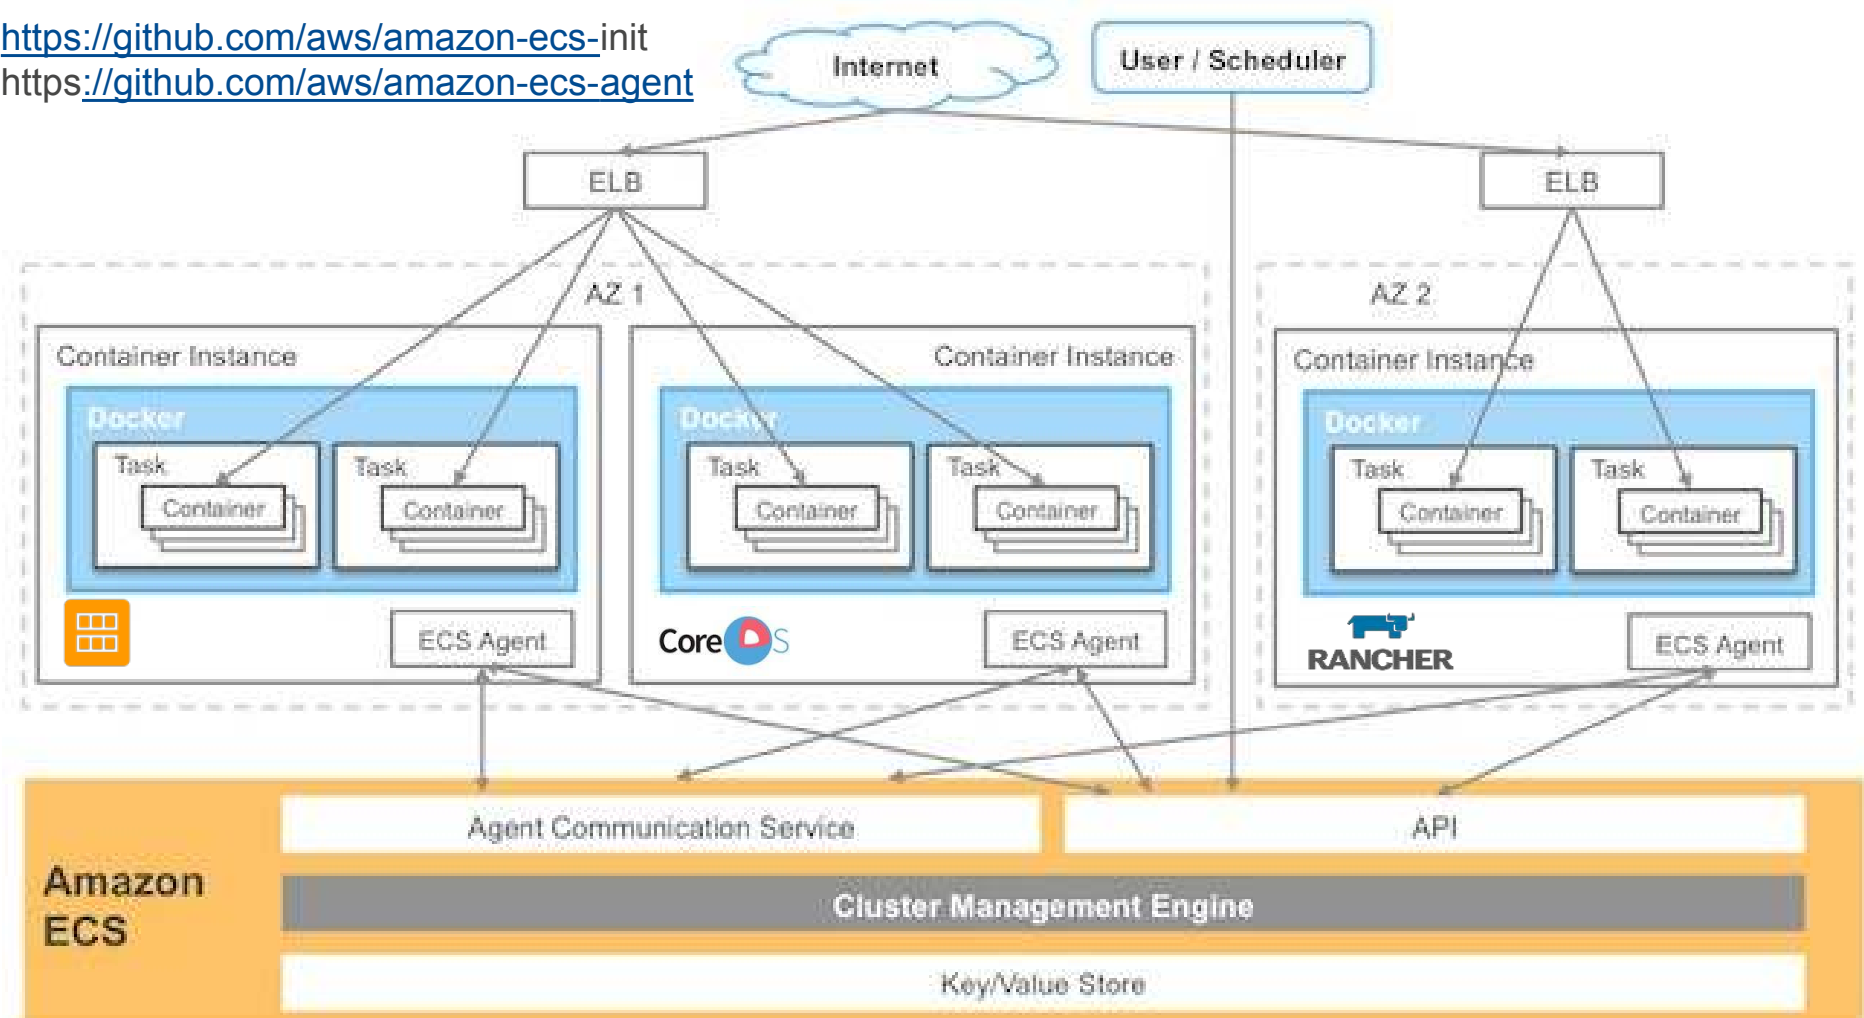 https://github.com/aws/amazon-ecs-init
https://github.com/aws/amazon-ecs-agent
Internet
User / Scheduler
ELB
ELB
AZ 1
AZ 2
Container Instance
Container Instance
Container Instance
Docker
Docker
Docker
Task
Task
Task
Task
Task
Task
Container
Container
Container
Container
Container
Container
ECS Agent
CoreOS
ECS Agent
RANCHER
ECS Agent
Agent Communication Service
API
Amazon
ECS
Cluster Management Engine
Key/Value Store